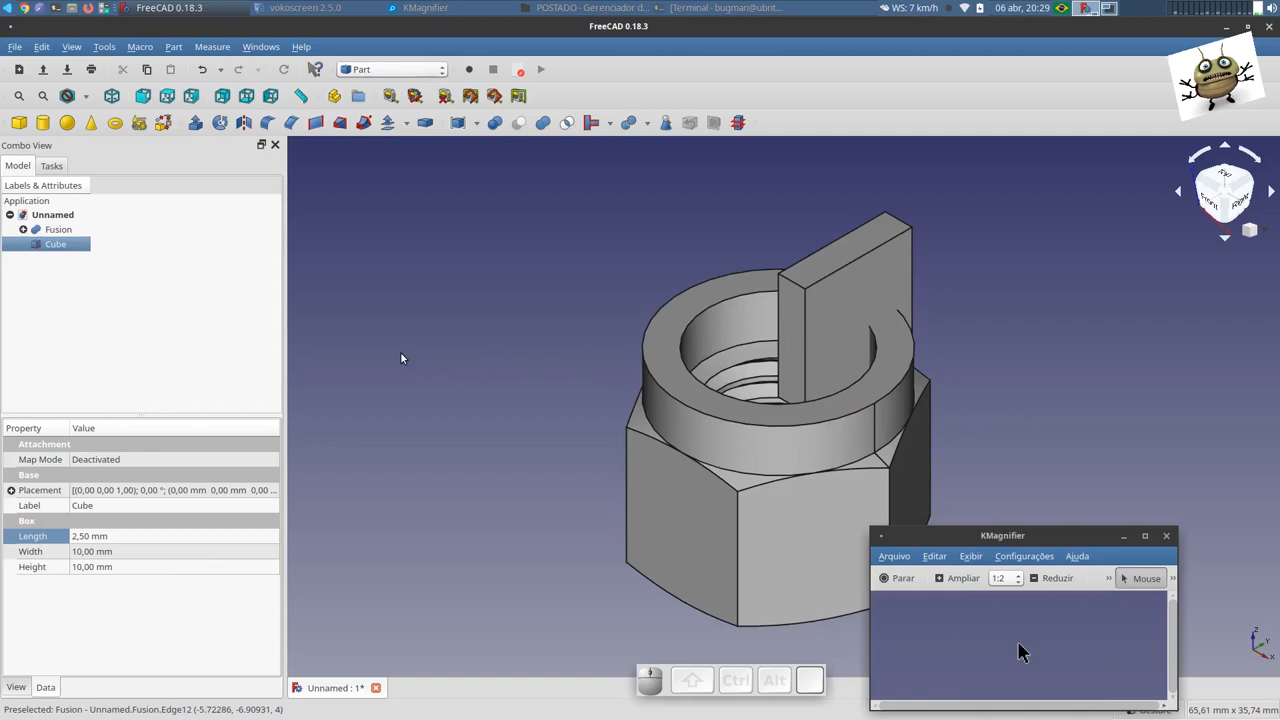 FreeCAD 0.18.3
vokoscreen 2.5.0
KMagnifier
POSTADO - Gerenciador d...
[Terminal - bugman@ubnt...
WS: 7 km/h
06 abr, 20:29
FreeCAD 0.18.3
File Edit View Tools Macro Part Measure Windows Help
Part
Combo View
Model Tasks
Labels & Attributes
Application
Unnamed
Fusion
Cube
Front
Right
Property Value
Attachment
Map Mode Deactivated
Base
Placement [(0,00 0,00 1,00); 0,00 °; (0,00 mm 0,00 mm 0,00 ...
Label Cube
Box
Length 2,50 mm
Width 10,00 mm
Height 10,00 mm
KMagnifier
Arquivo Editar Exibir Configurações Ajuda
Parar Ampliar 1:2 Reduzir » Mouse »
Ctrl Alt
Z
Y
X
View Data
Unnamed : 1*
Preselected: Fusion - Unnamed.Fusion.Edge12 (-5.72286, -6.90931, 4)
Gesture
65,61 mm x 35,74 mm